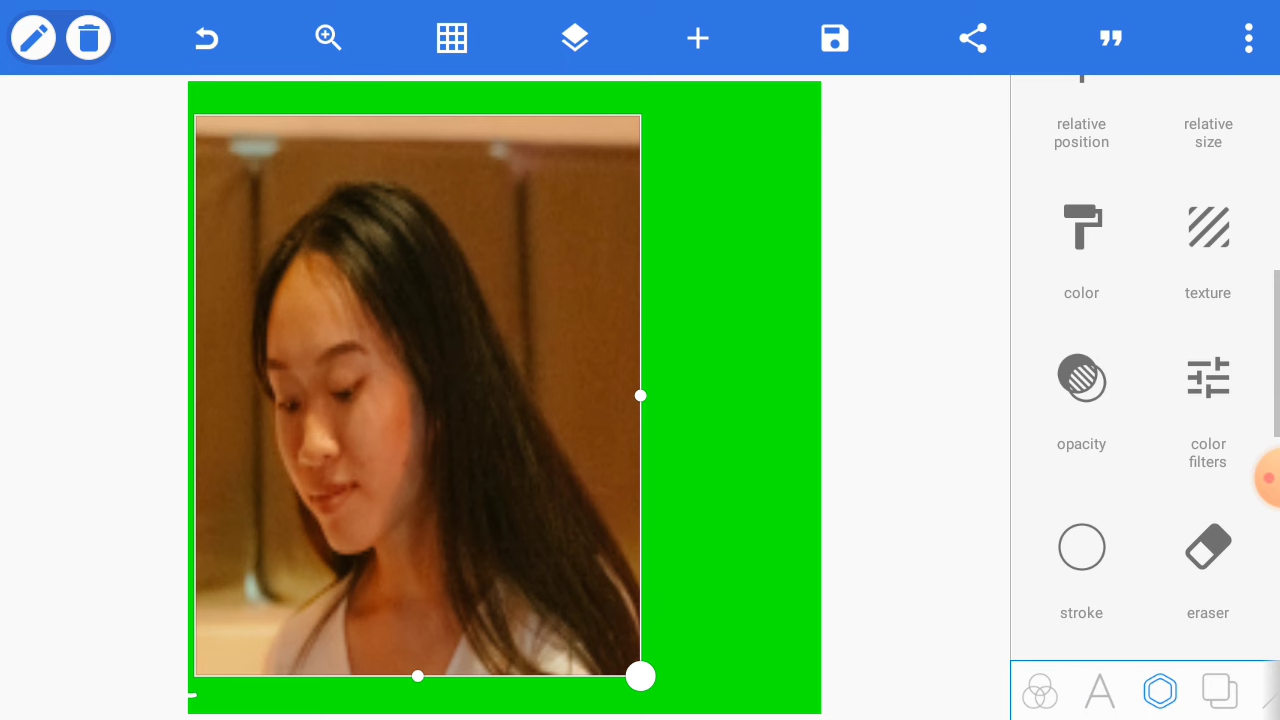 relative
position
relative
size
color
texture
opacity
color
filters
stroke
eraser